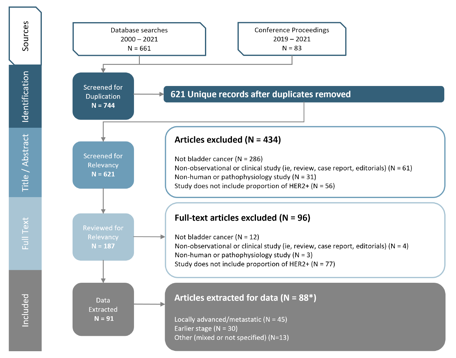 Sources
Database searches
2000 – 2021
N = 661
Conference Proceedings
2019 – 2021
N = 83
Identification
Screened for
Duplication
N = 744
621 Unique records after duplicates removed
Title / Abstract
Screened for
Relevancy
N = 621
Articles excluded (N = 434)
Not bladder cancer (N = 286)
Non-observational or clinical study (ie, review, case report, editorials) (N = 61)
Non-human or pathophysiology study (N = 31)
Study does not include proportion of HER2+ (N = 56)
Full Text
Reviewed for
Relevancy
N = 187
Full-text articles excluded (N = 96)
Not bladder cancer (N = 12)
Non-observational or clinical study (ie, review, case report, editorials) (N = 4)
Non-human or pathophysiology study (N = 3)
Study does not include proportion of HER2+ (N = 77)
Included
Data
Extracted
N = 91
Articles extracted for data (N = 88*)
Locally advanced/metastatic (N = 45)
Earlier stage (N = 30)
Other (mixed or not specified) (N=13)